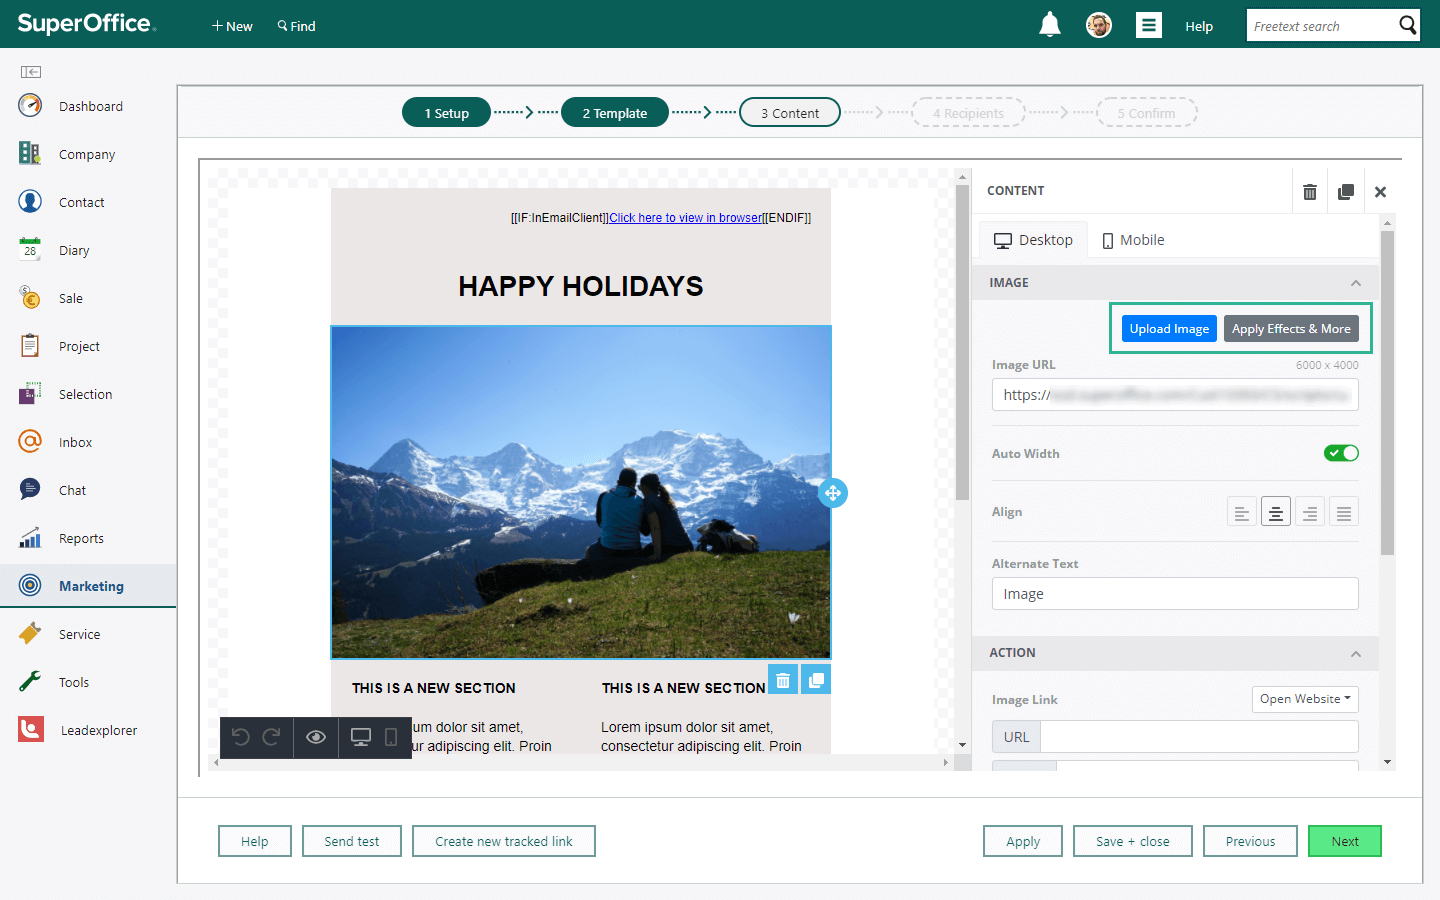 SuperOffice
+ New
Find
Help
Freetext search
Dashboard
Company
Contact
28
Diary
Sale
Project
Selection
Inbox
Chat
Reports
Marketing
Service
Tools
Leadexplorer
1 Setup
2 Template
3 Content
4 Recipients
5 Confirm
[[IF:InEmailClient]]Click here to view in browser[[ENDIF]]
HAPPY HOLIDAYS
THIS IS A NEW SECTION
um dolor sit amet,
ur adipiscing elit. Proin
THIS IS A NEW SECTION
Lorem ipsum dolor sit amet,
consectetur adipiscing elit. Proin
CONTENT
Desktop
Mobile
IMAGE
Upload Image
Apply Effects & More
Image URL
6000 x 4000
https://
Auto Width
Align
Alternate Text
Image
ACTION
Image Link
Open Website
URL
Help
Send test
Create new tracked link
Apply
Save + close
Previous
Next